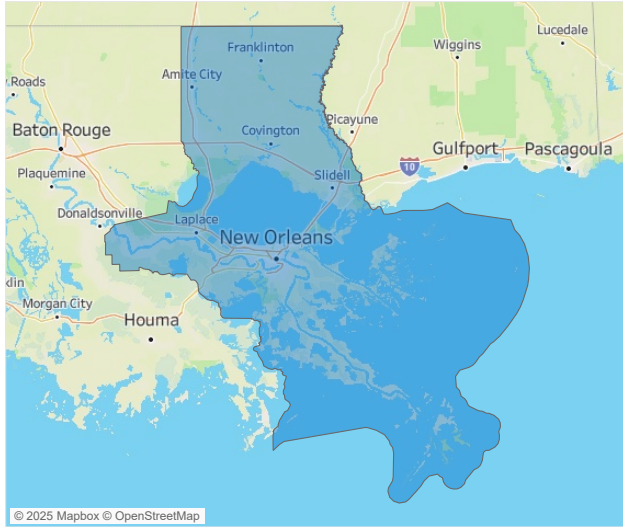 Lucedale
Franklinton
Wiggins
Amite City
Roads
Picayune
Baton Rouge
Covington
10
Gulfport
Pascagoula
Plaquemine
Slidell
Donaldsonville
Laplace
New Orleans
klin
Morgan City
Houma
© 2025 Mapbox © OpenStreetMap